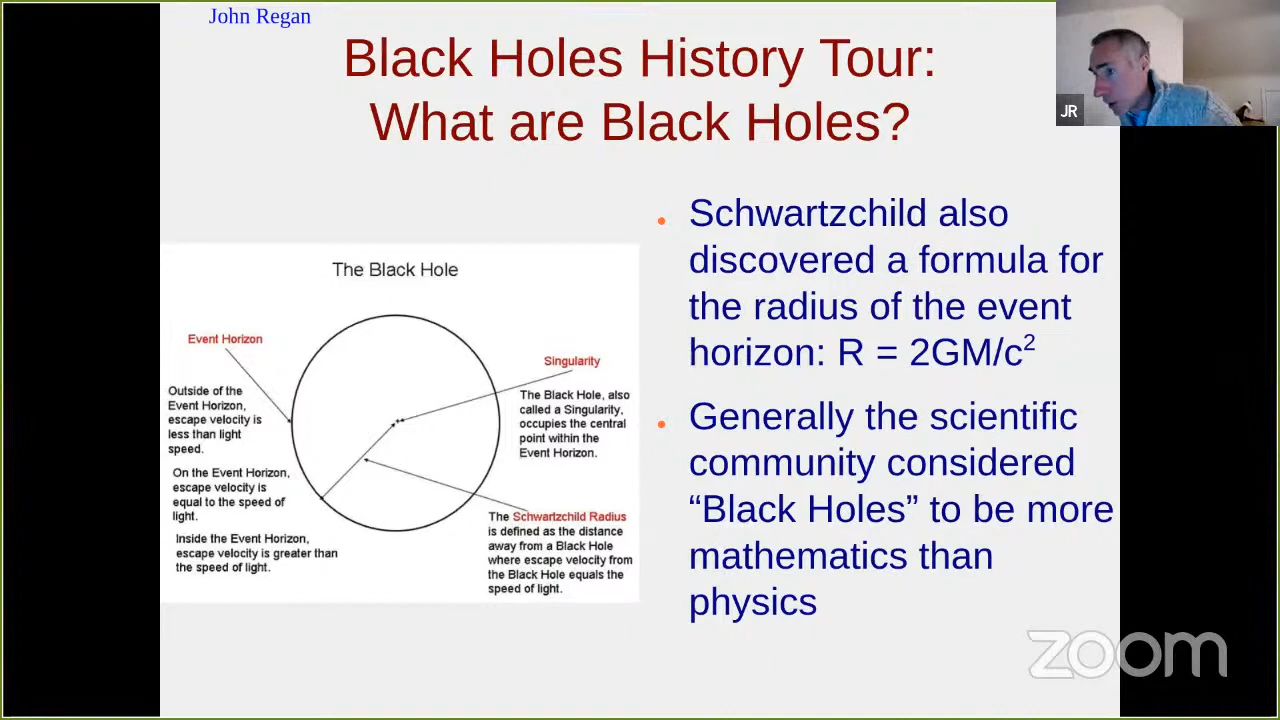 John Regan
Black Holes History Tour:
What are Black Holes?
JR
The Black Hole
Event Horizon
Outside of the
Event Horizon,
escape velocity is
less than light
speed.
On the Event Horizon,
escape velocity is
equal to the speed of
light.
Inside the Event Horizon,
escape velocity is greater than
the speed of light.
Singularity
The Black Hole, also
called a Singularity,
occupies the central
point within the
Event Horizon.
The Schwartzchild Radius
is defined as the distance
away from a Black Hole
where escape velocity from
the Black Hole equals the
speed of light.
• Schwartzchild also
discovered a formula for
the radius of the event
horizon: R = 2GM/c²
• Generally the scientific
community considered
“Black Holes” to be more
mathematics than
physics
zoom